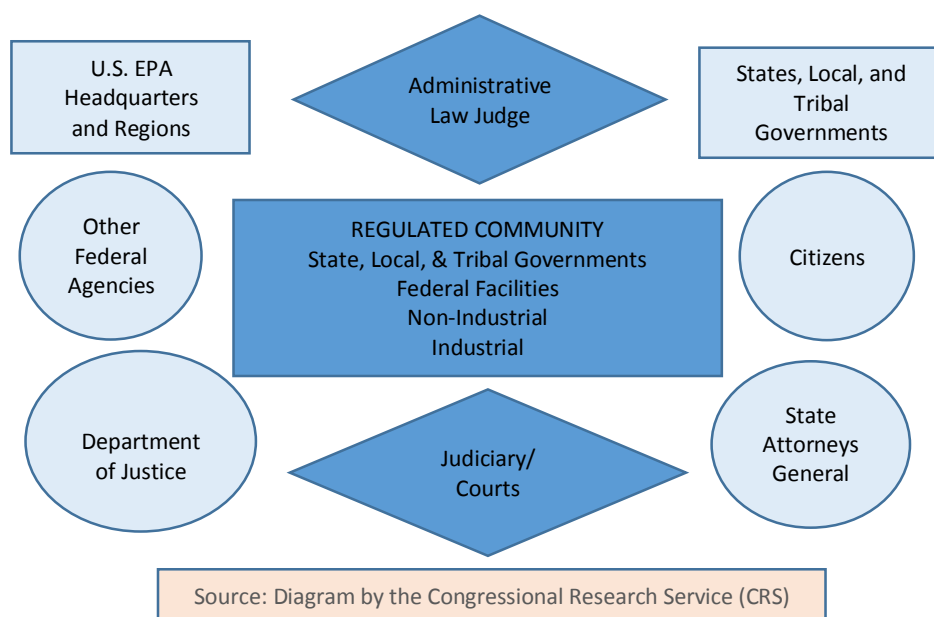 U.S. EPA
Headquarters
and Regions
Administrative
Law Judge
States, Local, and
Tribal
Governments
Other
Federal
Agencies
REGULATED COMMUNITY
State, Local, & Tribal Governments
Federal Facilities
Non-Industrial
Industrial
Citizens
Department
of Justice
Judiciary/
Courts
State
Attorneys
General
Source: Diagram by the Congressional Research Service (CRS)